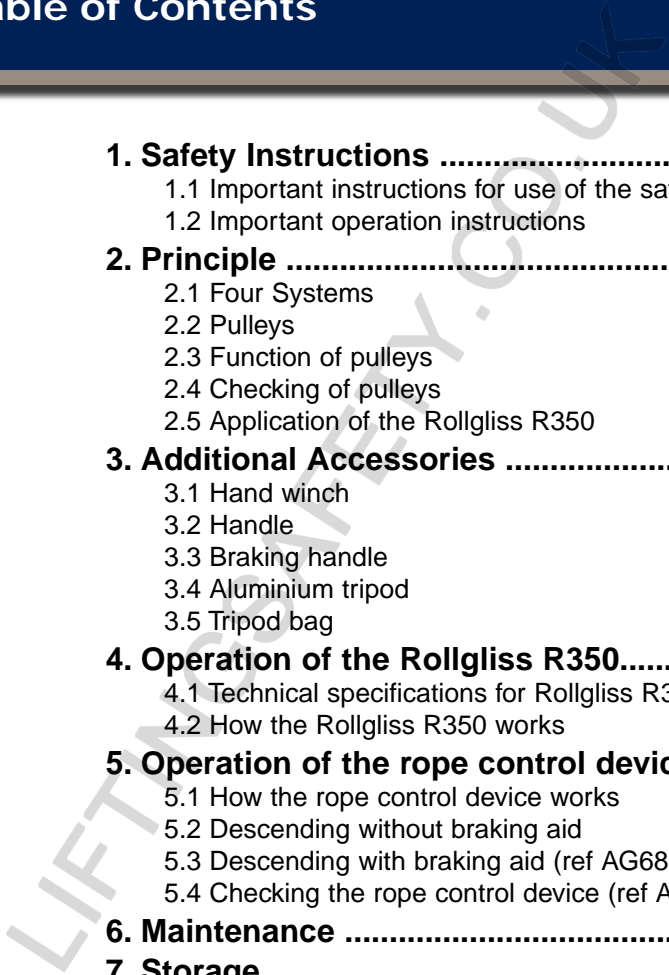 able of Contents
1. Safety Instructions ..........................
1.1 Important instructions for use of the sa
1.2 Important operation instructions
2. Principle ............................................
2.1 Four Systems
2.2 Pulleys
2.3 Function of pulleys
2.4 Checking of pulleys
2.5 Application of the Rollgliss R350
3. Additional Accessories ...................
3.1 Hand winch
3.2 Handle
3.3 Braking handle
3.4 Aluminium tripod
3.5 Tripod bag
4. Operation of the Rollgliss R350......
4.1 Technical specifications for Rollgliss R3
4.2 How the Rollgliss R350 works
5. Operation of the rope control devic
5.1 How the rope control device works
5.2 Descending without braking aid
5.3 Descending with braking aid (ref AG68
5.4 Checking the rope control device (ref A
6. Maintenance .....................................
7. Storage
LIFTINGSAFETY.CO.UK